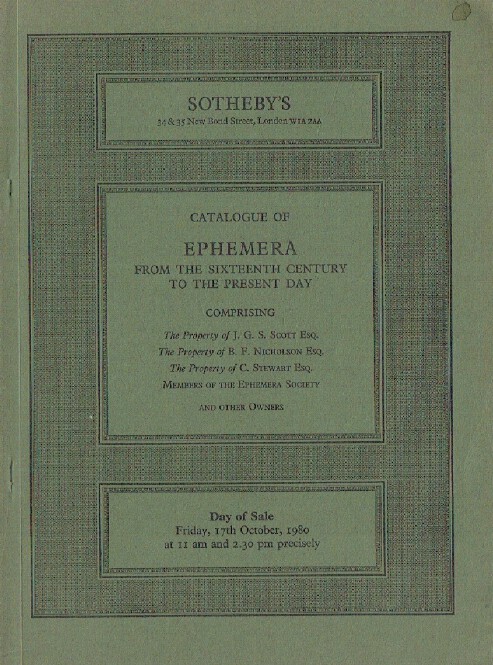 SOTHEBY'S
34 & 35 New Bond Street, London W1A 2AA
CATALOGUE OF
EPHEMERA
FROM THE SIXTEENTH CENTURY
TO THE PRESENT DAY
COMPRISING
The Property of J. G. S. SCOTT ESQ.
The Property of B. F. NICHOLSON ESQ.
The Property of C. STEWART ESQ.
MEMBERS OF THE EPHEMERA SOCIETY
AND OTHER OWNERS
Day of Sale
Friday, 17th October, 1980
at 11 am and 2.30 pm precisely